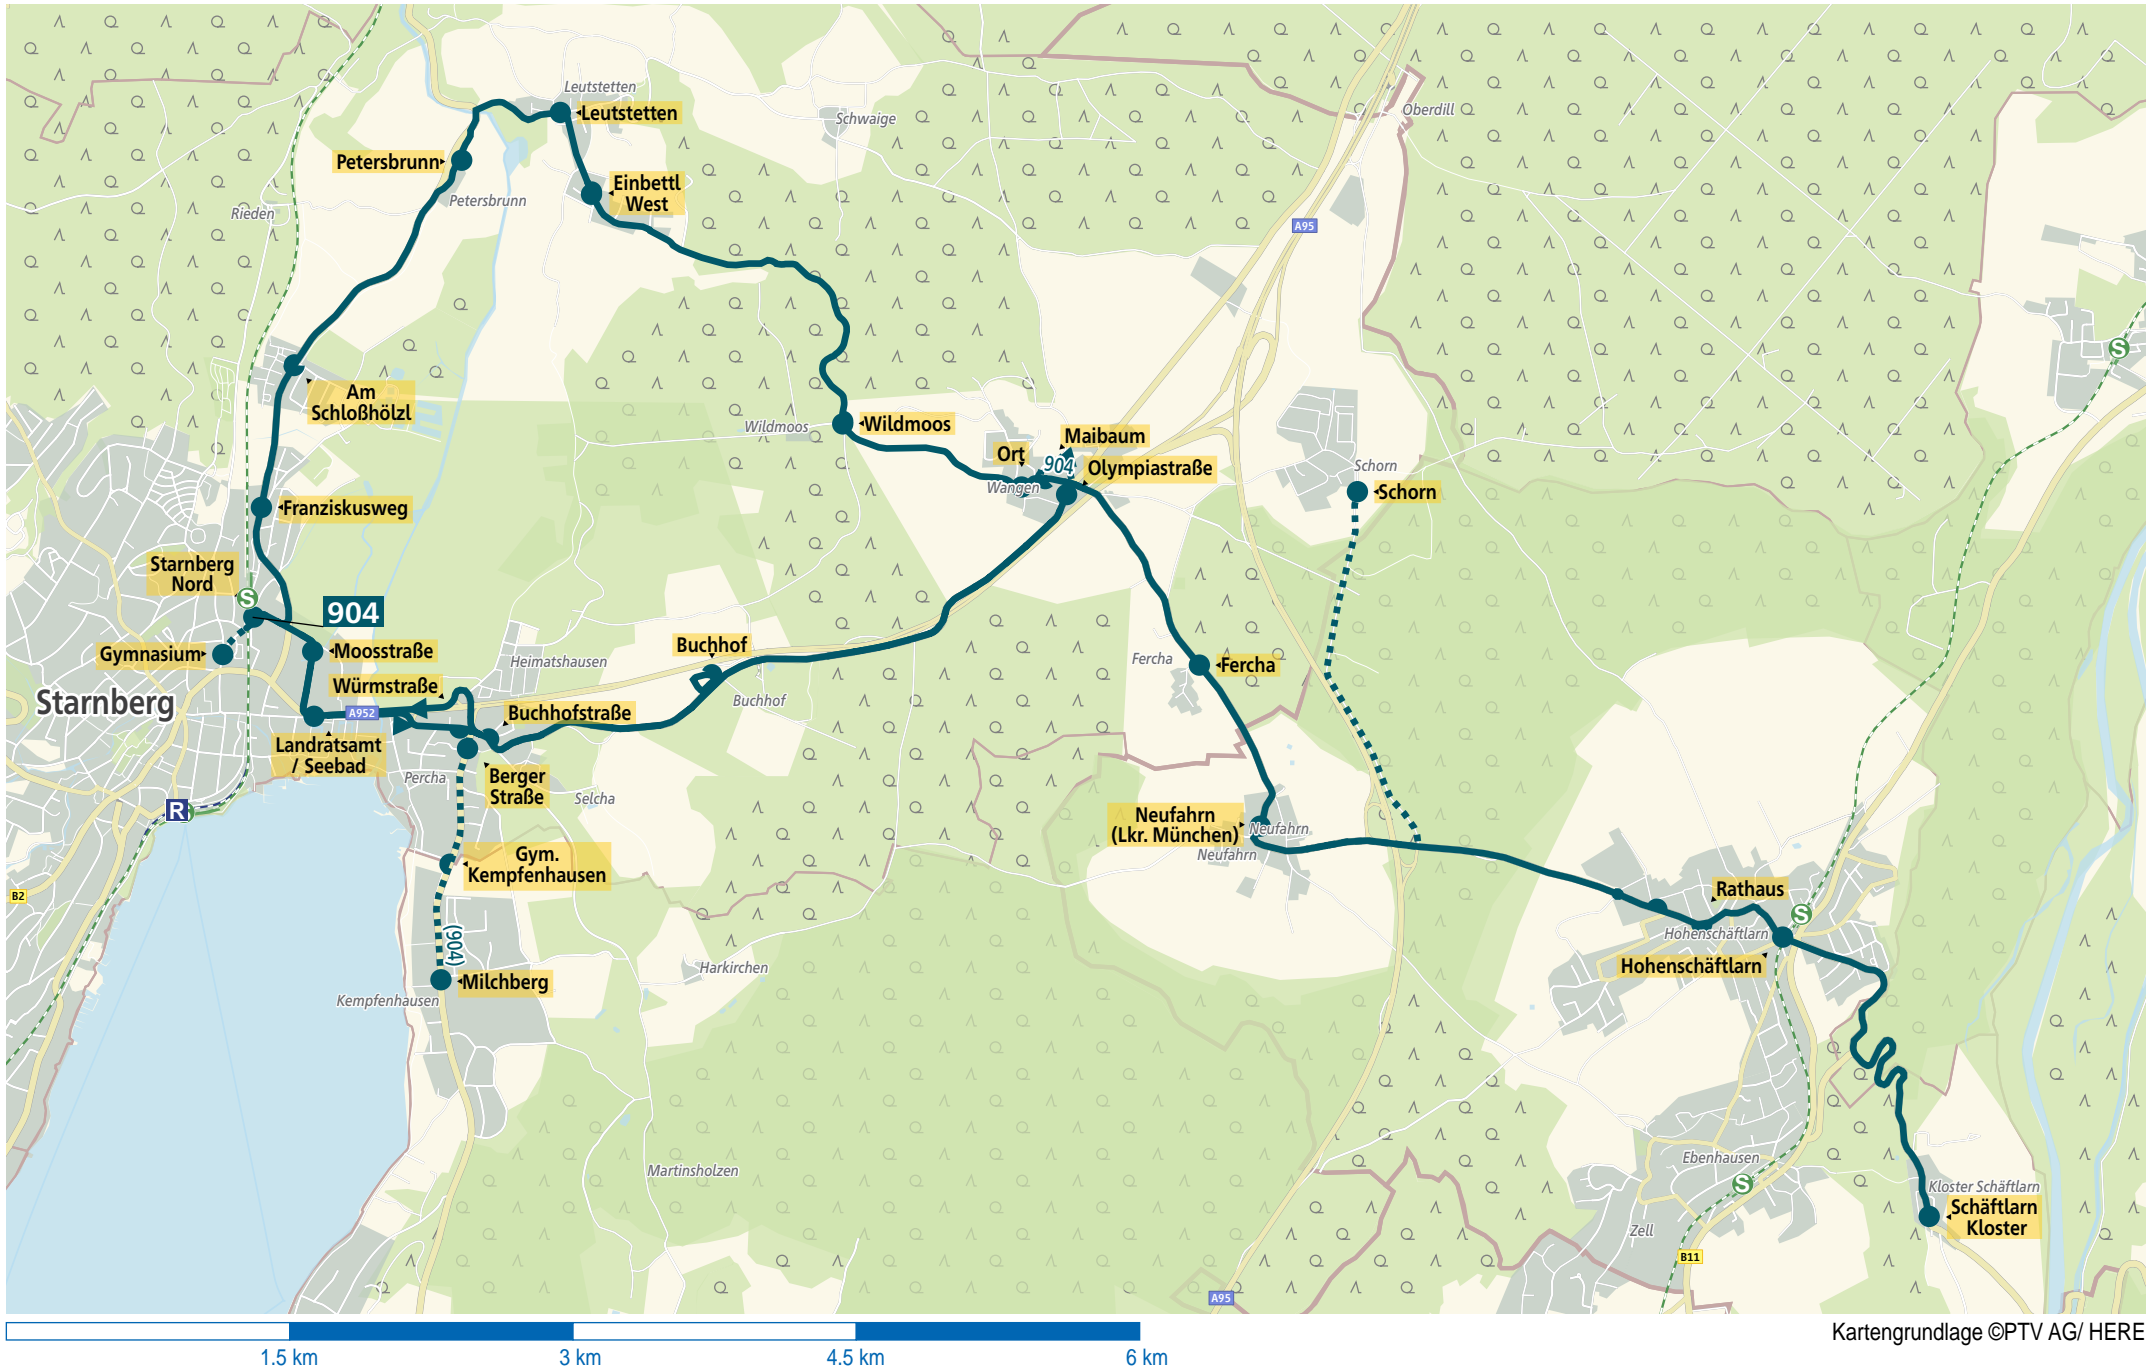 Leutstetten
Leutstetten
Schwaige
Oberdill
Petersbrunn
Petersbrunn
Einbettl
West
Rieden
A95
Am
Schloßhölzl
Wildmoos
Wildmoos
Maibaum
Ort
904
Olympiastraße
Wangen
Schorn
Schorn
Franziskusweg
Starnberg
Nord
S
S
904
Gymnasium
Moosstraße
Buchhof
Buchhof
Heimatshausen
Fercha
Fercha
Starnberg
Würmstraße
A952
Buchhofstraße
Landratsamt
/ Seebad
Percha
Berger
Straße
Selcha
R
Neufahrn
(Lkr. München)
Neufahrn
Neufahrn
B2
Gym.
Kempfenhausen
Rathaus
S
Hohenschäftlarn
Hohenschäftlarn
(904)
Milchberg
Kempfenhausen
Harkirchen
Martinsholzen
Ebenhausen
S
Zell
Kloster Schäftlarn
Schäftlarn
Kloster
B11
A95
Kartengrundlage ©PTV AG/ HERE
1.5 km
3 km
4.5 km
6 km